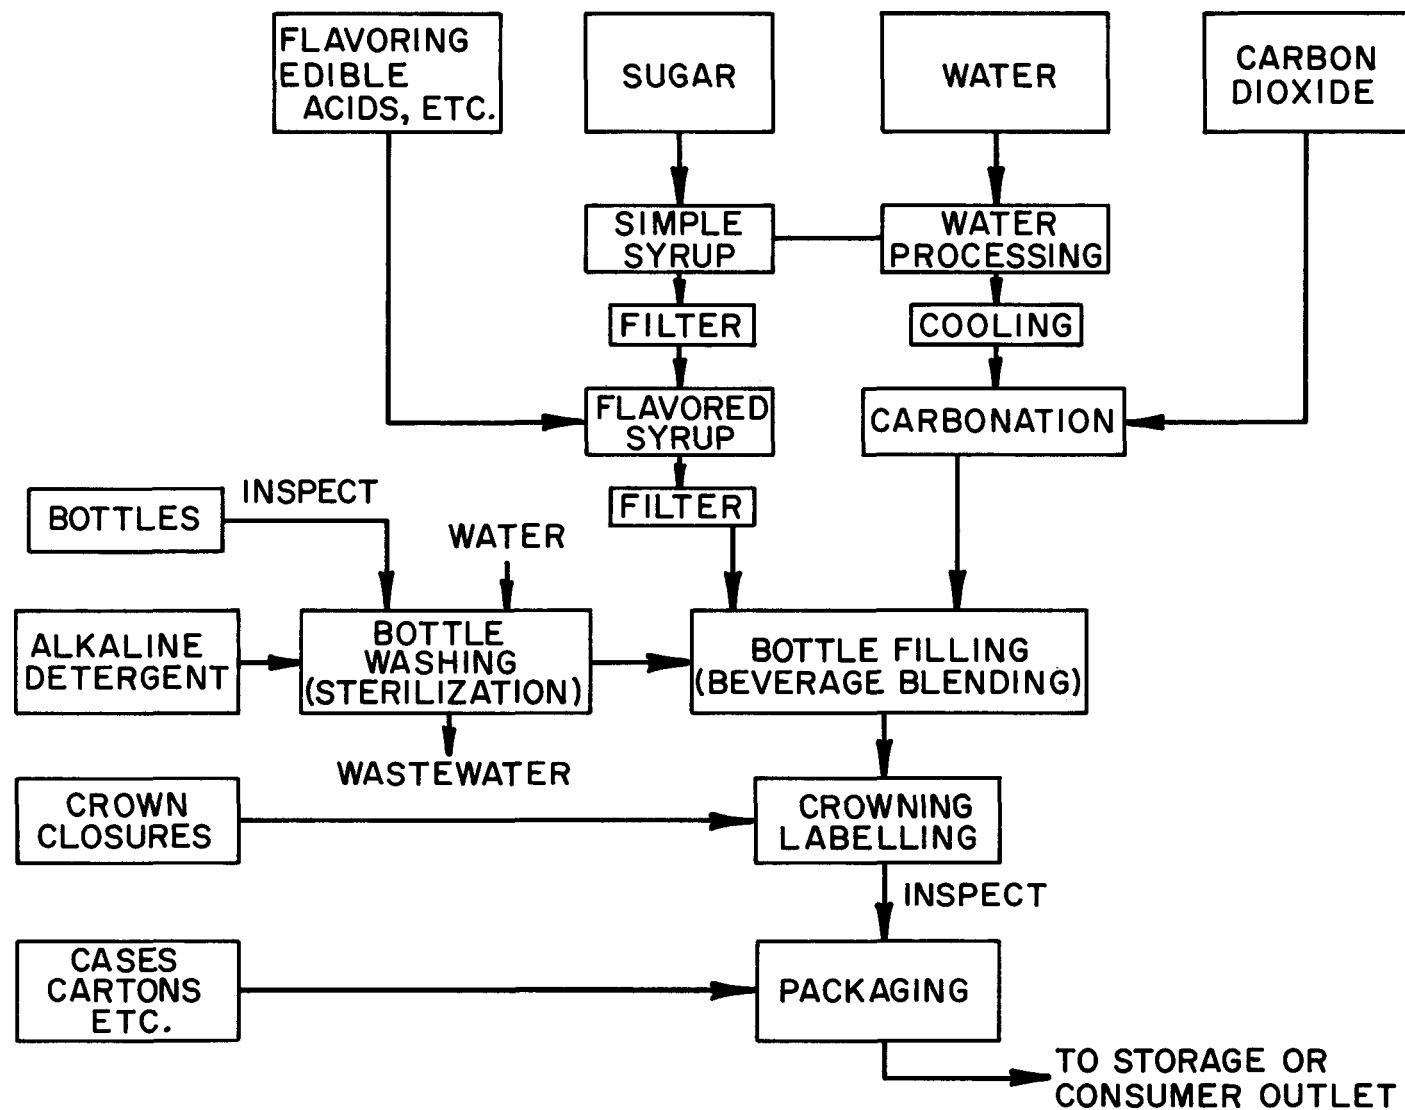 FLAVORING
EDIBLE
ACIDS, ETC.
SUGAR
WATER
CARBON
DIOXIDE
SIMPLE
SYRUP
WATER
PROCESSING
FILTER
COOLING
FLAVORED
SYRUP
CARBONATION
FILTER
BOTTLES
INSPECT
WATER
ALKALINE
DETERGENT
BOTTLE
WASHING
(STERILIZATION)
BOTTLE FILLING
(BEVERAGE BLENDING)
WASTEWATER
CROWN
CLOSURES
CROWNING
LABELLING
INSPECT
CASES
CARTONS
ETC.
PACKAGING
TO STORAGE OR
CONSUMER OUTLET